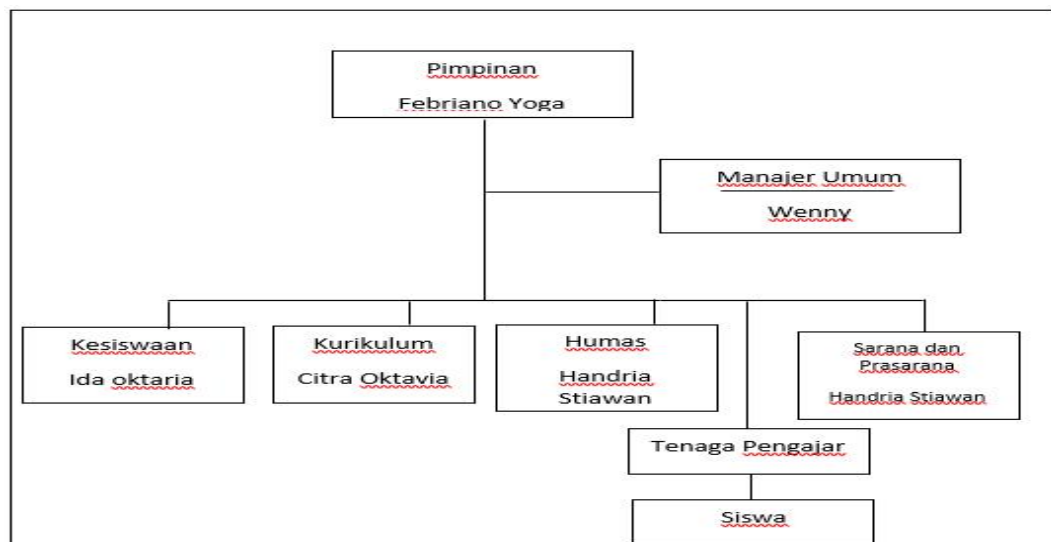 Pimpinan
Febriano Yoga
Manajer Umum
Wenny
Kesiswaan
Ida oktaria
Kurikulum
Citra Oktavia
Humas
Handria
Stiawan
Sarana dan
Prasarana
Handria Stiawan
Tenaga Pengajar
Siswa